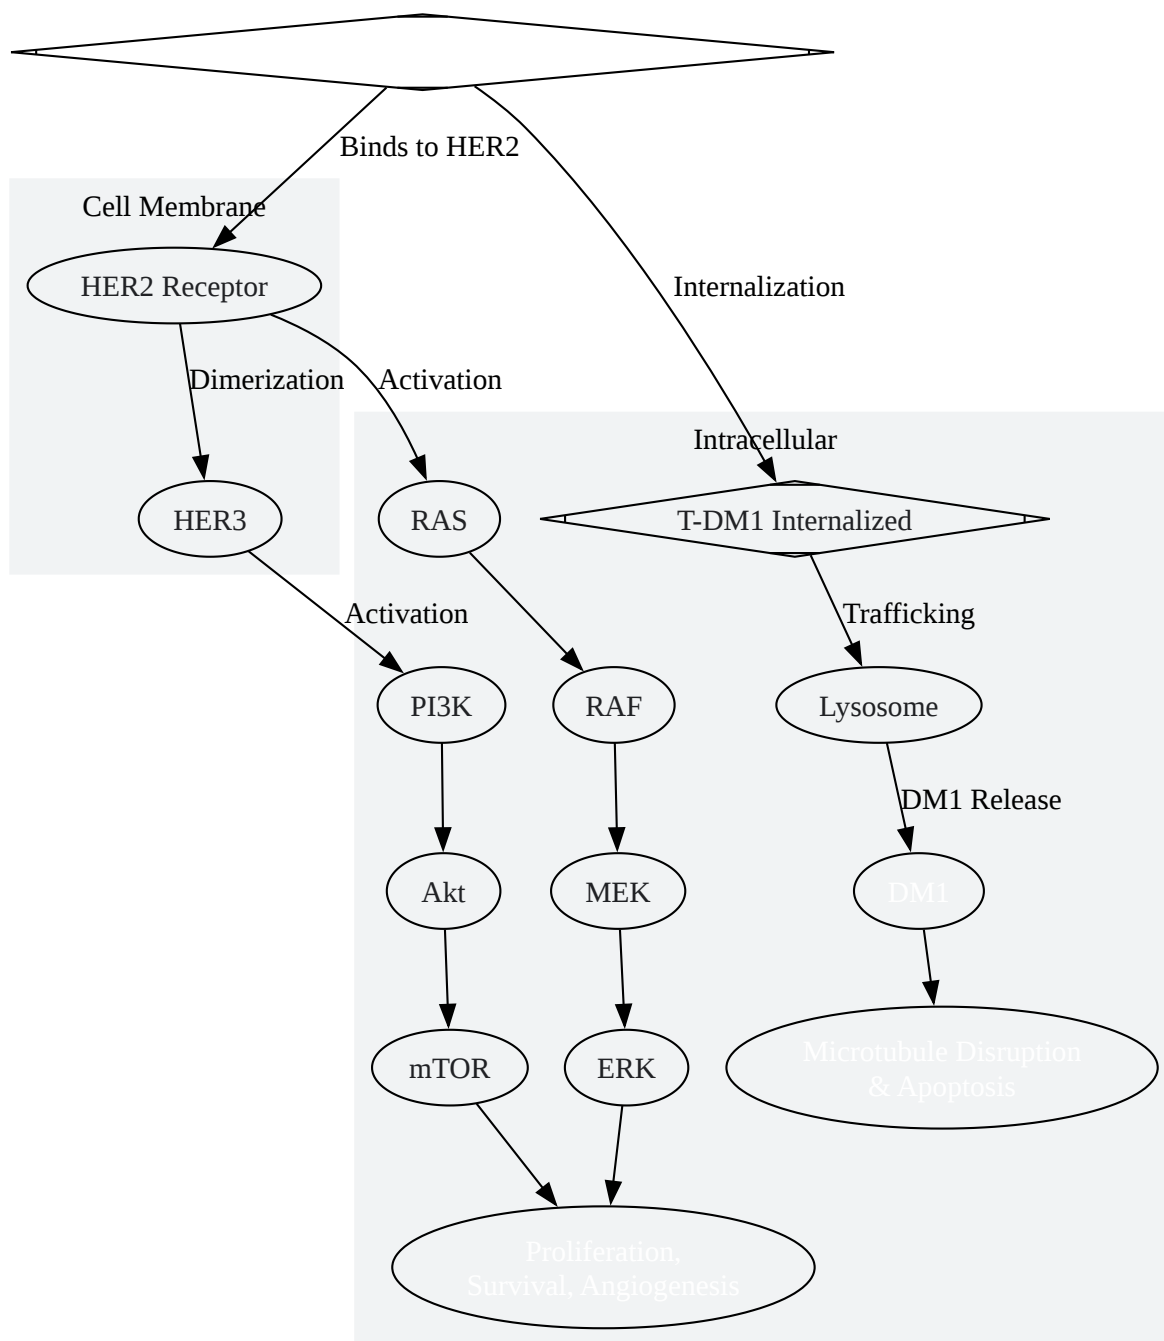 Binds to HER2
Cell Membrane
HER2 Receptor
Internalization
Dimerization
Activation
Intracellular
HER3
RAS
T-DM1 Internalized
Activation
Trafficking
PI3K
RAF
Lysosome
DM1 Release
Akt
MEK
DM1
mTOR
ERK
Microtubule Disruption
& Apoptosis
Proliferation,
Survival, Angiogenesis